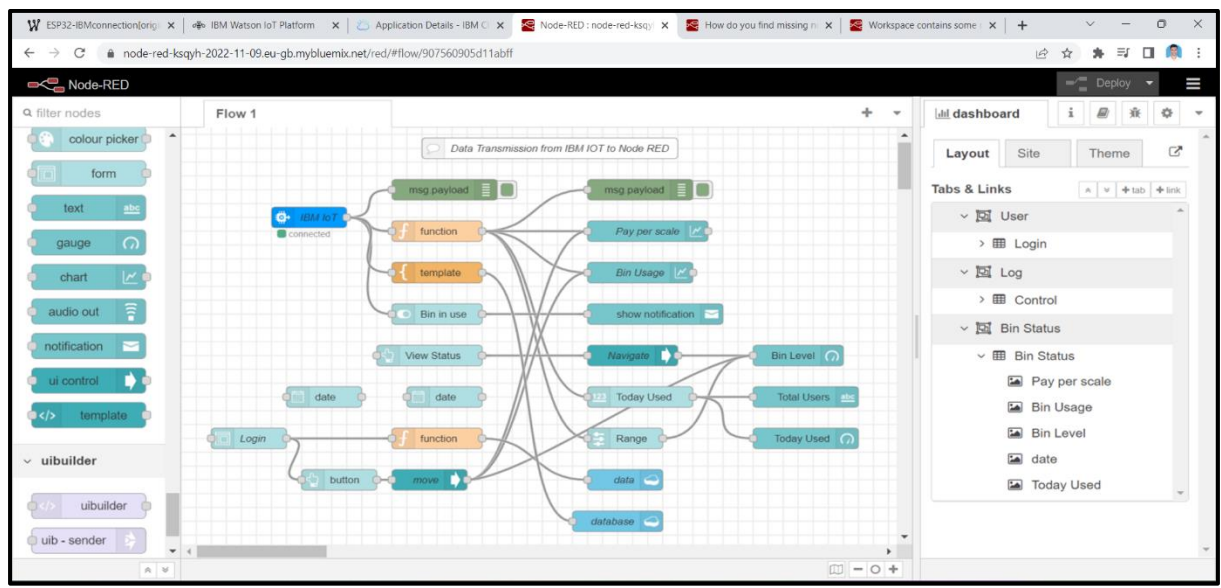 ESP32-IBMconnection(orig
IBM Watson IoT Platform
Application Details - IBM Cl
Node-RED : node-red-ksqy
How do you find missing n
Workspace contains some
node-red-ksqyh-2022-11-09.eu-gb.mybluemix.net/red/#flow/907560905d11abff
Node-RED
Deploy
filter nodes
colour picker
form
text
abc
gauge
chart
audio out
notification
ui control
</> template
uibuilder
</> uibuilder
uib - sender
Flow 1
Data Transmission from IBM IOT to Node RED
msg.payload
msg.payload
IBM IoT
connected
function
Pay per scale
template
Bin Usage
Bin in use
show notification
View Status
Navigate
Bin Level
date
date
123 Today Used
Total Users abc
Login
function
Range
Today Used
button
move
data
database
dashboard
i
Layout
Site
Theme
Tabs & Links
+ tab
+ link
User
Login
Log
Control
Bin Status
Bin Status
Pay per scale
Bin Usage
Bin Level
date
Today Used